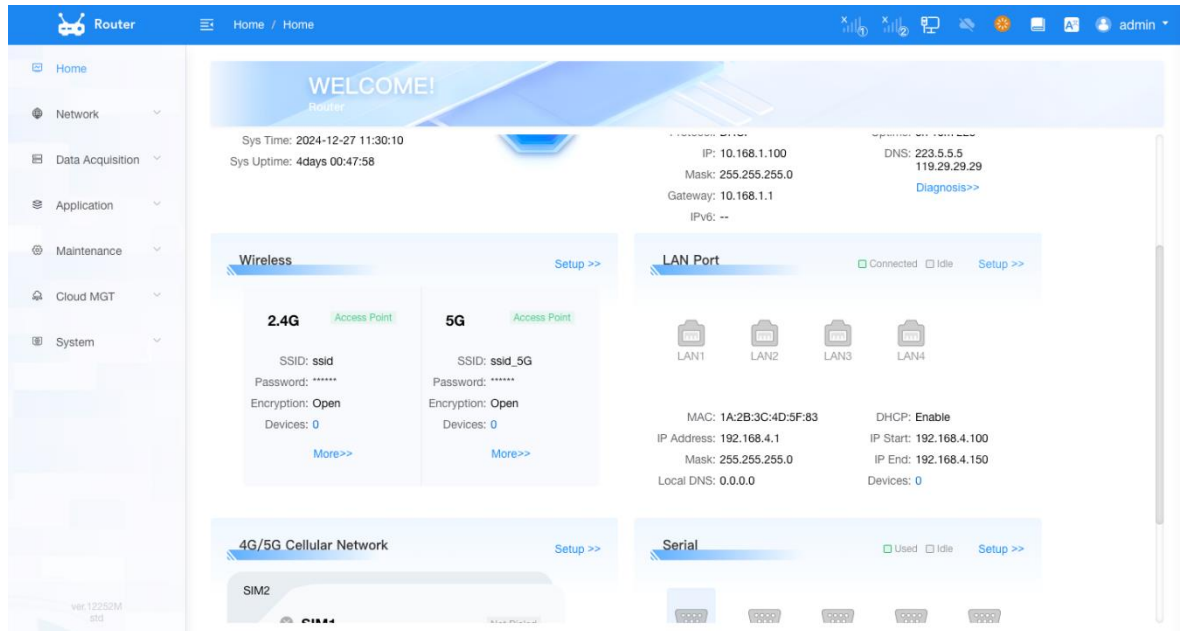 Router
Home / Home
admin
Home
Network
Data Acquisition
Application
Maintenance
Cloud MGT
System
ver.12252M
std
WELCOME!
Router
Sys Time: 2024-12-27 11:30:10
Sys Uptime: 4days 00:47:58
IP: 10.168.1.100
Mask: 255.255.255.0
Gateway: 10.168.1.1
IPv6: --
DNS: 223.5.5.5
119.29.29.29
Diagnosis>>
Wireless
Setup >>
2.4G Access Point
SSID: ssid
Password: ******
Encryption: Open
Devices: 0
More>>
5G Access Point
SSID: ssid_5G
Password: ******
Encryption: Open
Devices: 0
More>>
LAN Port
Connected Idle Setup >>
LAN1 LAN2 LAN3 LAN4
MAC: 1A:2B:3C:4D:5F:83
IP Address: 192.168.4.1
Mask: 255.255.255.0
Local DNS: 0.0.0.0
DHCP: Enable
IP Start: 192.168.4.100
IP End: 192.168.4.150
Devices: 0
4G/5G Cellular Network
Setup >>
SIM2
SIM1
Serial
Used Idle Setup >>